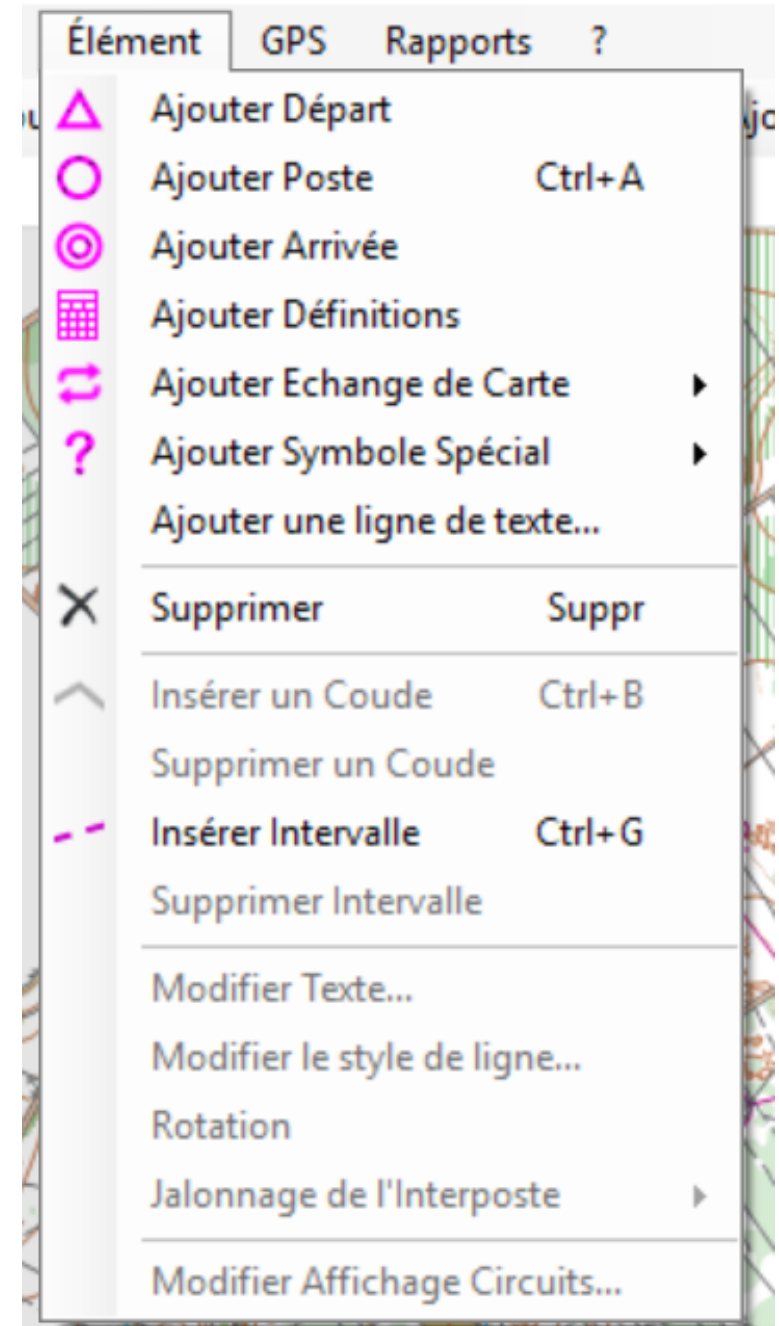 Élément GPS Rapports ?
Ajouter Départ
Ajouter Poste Ctrl+A
Ajouter Arrivée
Ajouter Définitions
Ajouter Echange de Carte
? Ajouter Symbole Spécial
Ajouter une ligne de texte...
Supprimer Suppr
Insérer un Coude Ctrl+B
Supprimer un Coude
Insérer Intervalle Ctrl+G
Supprimer Intervalle
Modifier Texte...
Modifier le style de ligne...
Rotation
Jalonnage de l'Interposte
Modifier Affichage Circuits...